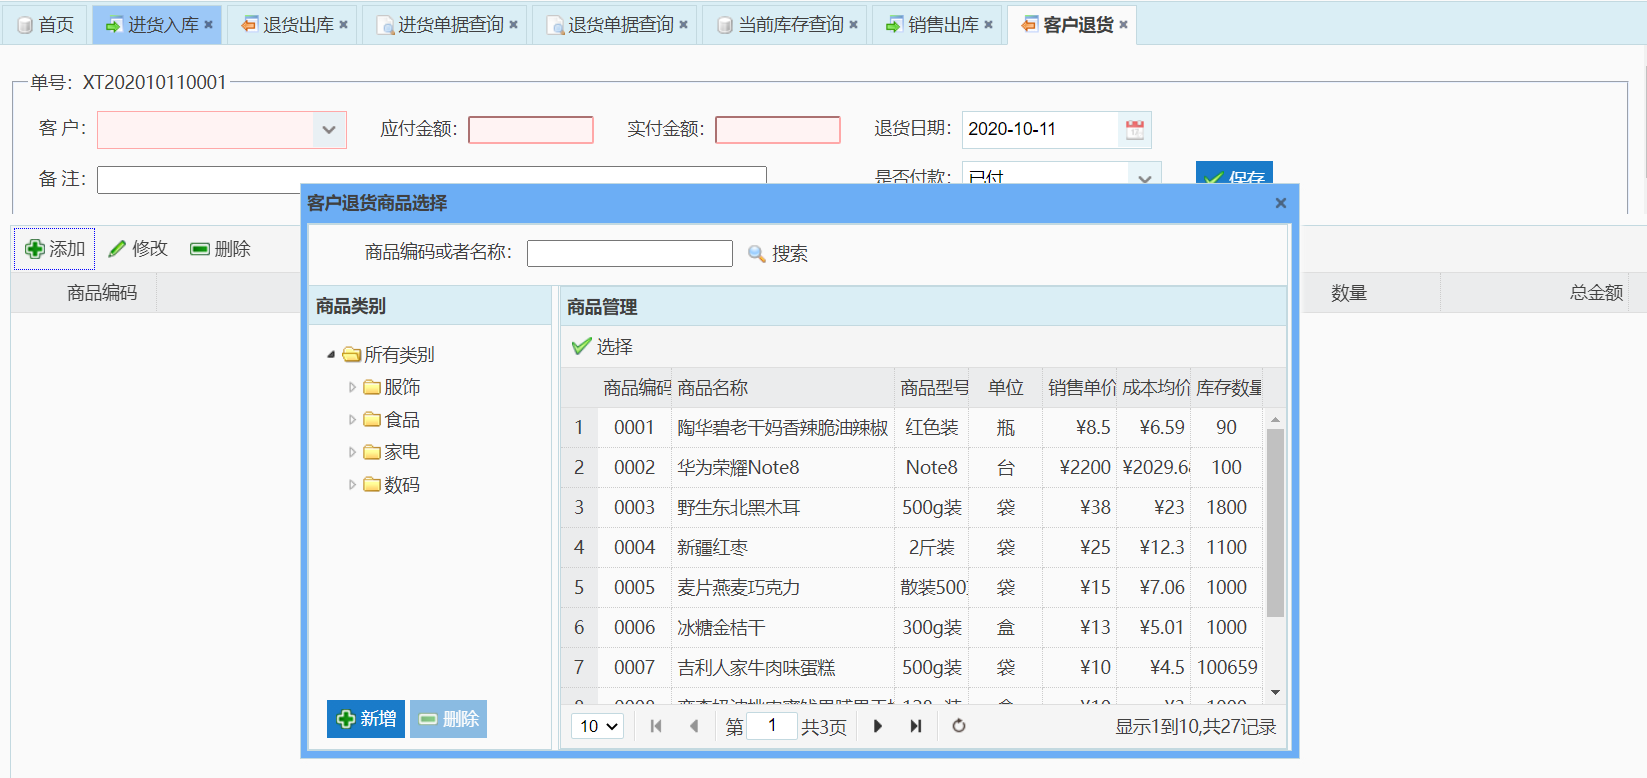 首页 进货入库 退货出库 进货单据查询 退货单据查询 当前库存查询 销售出库 客户退货
单号：XT202010110001
客 户： 应付金额： 实付金额： 退货日期： 2020-10-11
备 注： 是否付款： 已付 保存
客户退货商品选择
添加 修改 删除
商品编码或者名称： 搜索
商品编码 数量 总金额
商品类别 商品管理
选择
所有类别
服饰
食品
家电
数码
商品编码 商品名称 商品型号 单位 销售单价 成本均价 库存数量
1 0001 陶华碧老干妈香辣脆油辣椒 红色装 瓶 ¥8.5 ¥6.59 90
2 0002 华为荣耀Note8 Note8 台 ¥2200 ¥2029.6 100
3 0003 野生东北黑木耳 500g装 袋 ¥38 ¥23 1800
4 0004 新疆红枣 2斤装 袋 ¥25 ¥12.3 1100
5 0005 麦片燕麦巧克力 散装500 袋 ¥15 ¥7.06 1000
6 0006 冰糖金桔干 300g装 盒 ¥13 ¥5.01 1000
7 0007 吉利人家牛肉味蛋糕 500g装 袋 ¥10 ¥4.5 100659
新增 删除
10 第 1 共3页 显示1到10,共27记录